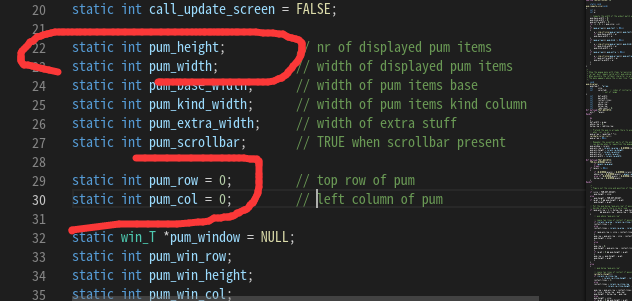 20 static int call_update_screen = FALSE;
21
22 static int pum_height; // nr of displayed pum items
23 static int pum_width; // width of displayed pum items
24 static int pum_base_width; // width of pum items base
25 static int pum_kind_width; // width of pum items kind column
26 static int pum_extra_width; // width of extra stuff
27 static int pum_scrollbar; // TRUE when scrollbar present
28
29 static int pum_row = 0; // top row of pum
30 static int pum_col = 0; // left column of pum
31
32 static win_T *pum_window = NULL;
33 static int pum_win_row;
34 static int pum_win_height;
35 static int pum_win_col;